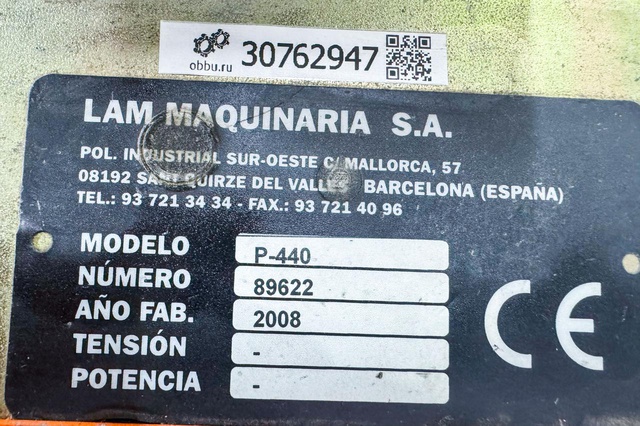 obbu.ru 30762947
LAM MAQUINARIA S.A.
POL. INDUSTRIAL SUR-OESTE C/ MALLORCA, 57
08192 SANT QUIRZE DEL VALLES BARCELONA (ESPAÑA)
TEL.: 93 721 34 34 - FAX.: 93 721 40 96
MODELO P-440
NÚMERO 89622
AÑO FAB. 2008
TENSIÓN -
POTENCIA -
CE